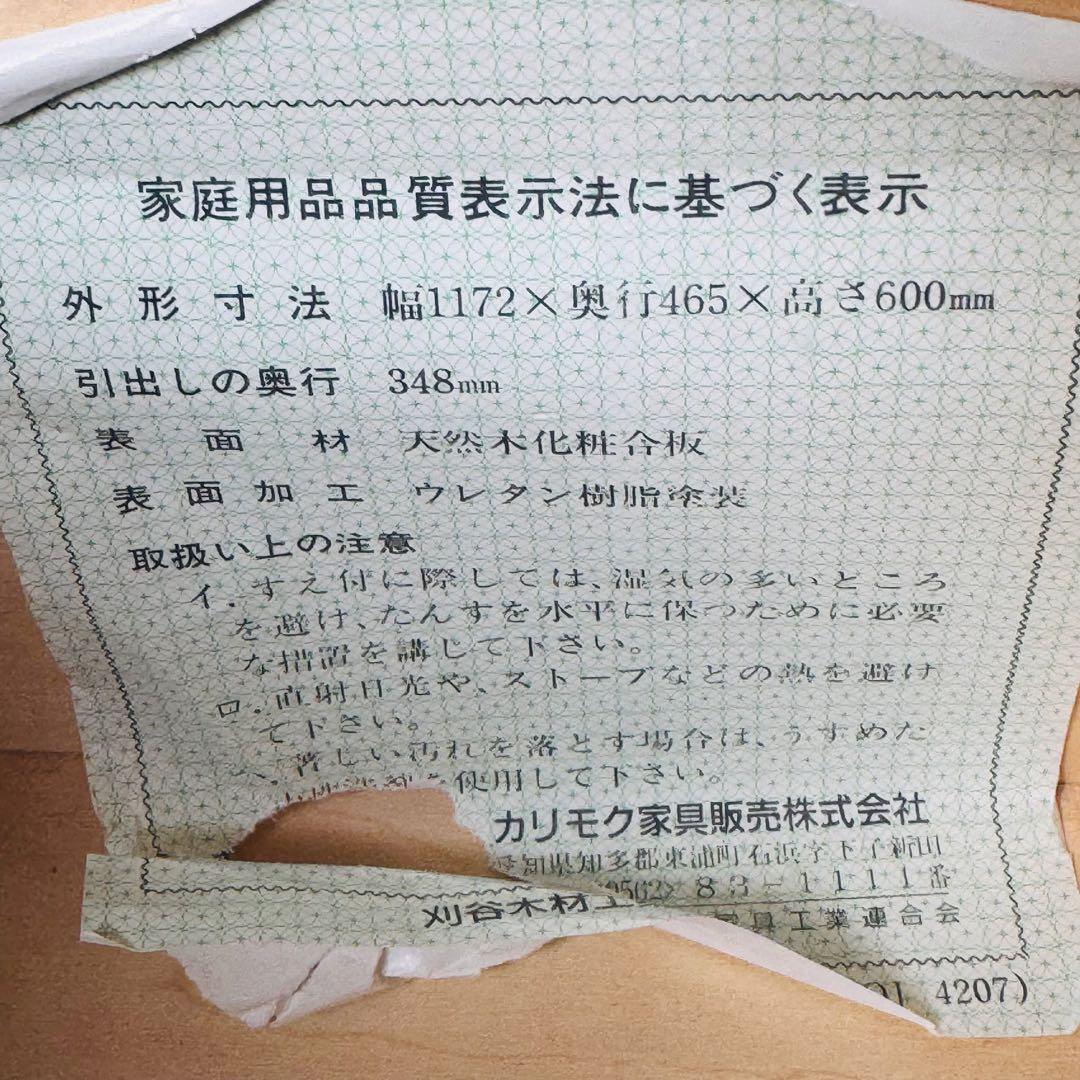 家庭用品品質表示法に基づく表示
外形寸法 幅1172×奥行465×高さ600mm
引出しの奥行 348mm
表面材 天然木化粧合板
表面加工 ウレタン樹脂塗装
取扱い上の注意
イ.すえ付に際しては、湿気の多いところ
を避け、たんすを水平に保つために必要
な措置を講じて下さい。
ロ.直射日光や、ストーブなどの熱を避け
て下さい。
ハ.著しい汚れを落とす場合は、うすめた
を使用して下さい。
カリモク家具販売株式会社
愛知県知多郡東浦町石浜字下子新田
0562>83-1111番
刈谷木材工
具工業連合会
4207)